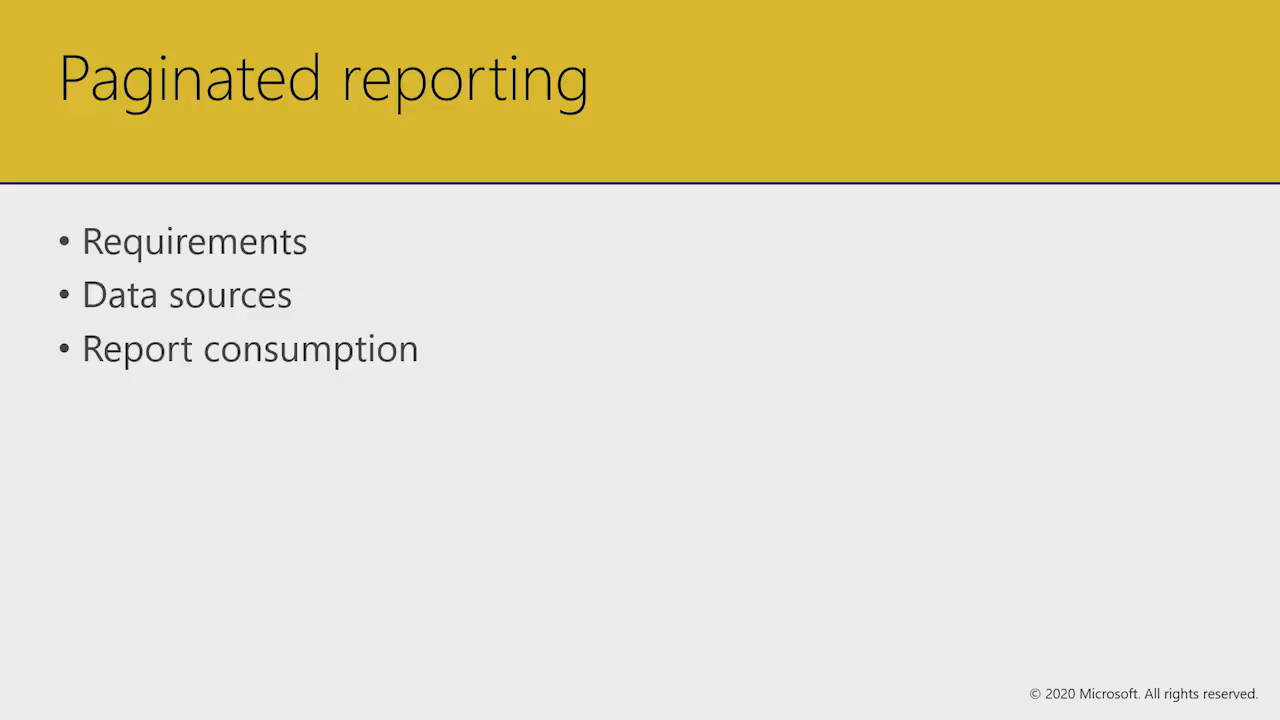 Paginated reporting
• Requirements
• Data sources
• Report consumption
© 2020 Microsoft. All rights reserved.